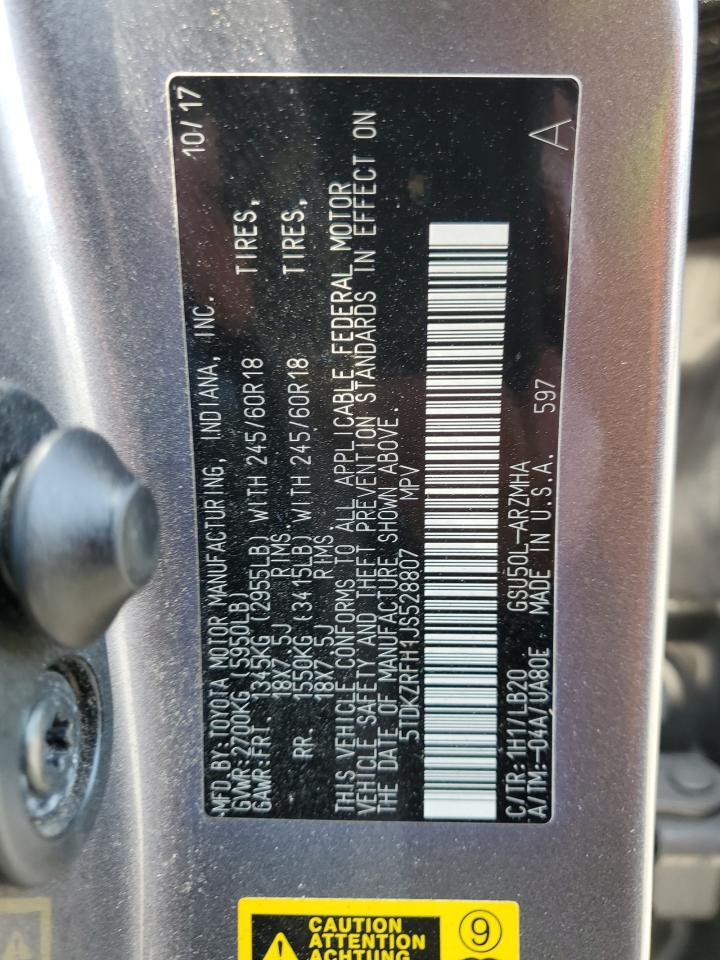 MFD.BY:TOYOTA MOTOR MANUFACTURING, INDIANA, INC. 10/17
GVWR:2700KG(5950LB)
GAWR:FRT. 1345KG (2955LB) WITH 245/60R18 TIRES,
18X7.5J RIMS.
RR. 1550KG (3415LB) WITH 245/60R18 TIRES,
18X7.5J RIMS.
THIS VEHICLE CONFORMS TO ALL APPLICABLE FEDERAL MOTOR
VEHICLE SAFETY AND THEFT PREVENTION STANDARDS IN EFFECT ON
THE DATE OF MANUFACTURE SHOWN ABOVE.
5TDKZRFH1JS528807 MPV
C/TR:1H1/LB20 GSU50L-ARZMHA
A/TM:-04A/UA80E MADE IN U.S.A. 597 A
CAUTION
ATTENTION
ACHTUNG
9